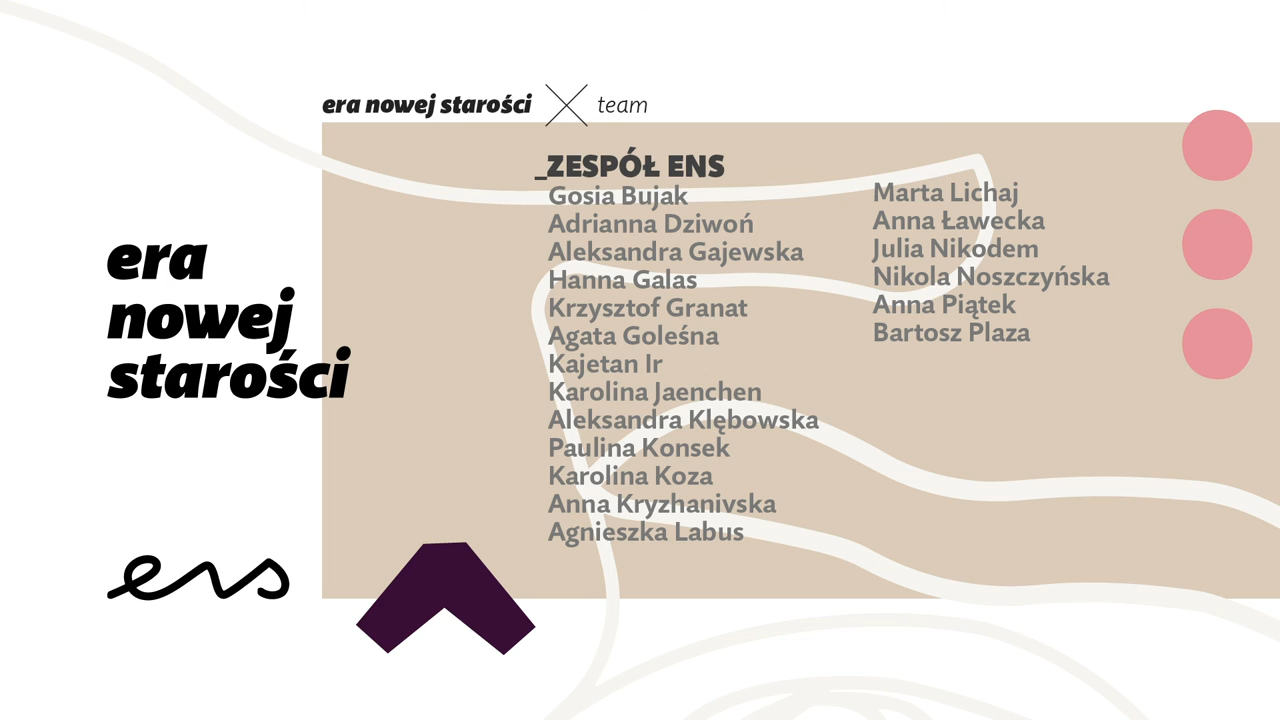 era nowej starości
team
era
nowej
starości
_ZESPÓŁ ENS
Gosia Bujak
Adrianna Dziwoń
Aleksandra Gajewska
Hanna Galas
Krzysztof Granat
Agata Goleśna
Kajetan Ir
Karolina Jaenchen
Aleksandra Klębowska
Paulina Konsek
Karolina Koza
Anna Kryzhanivska
Agnieszka Labus
Marta Lichaj
Anna Ławecka
Julia Nikodem
Nikola Noszczyńska
Anna Piątek
Bartosz Plaza
ens